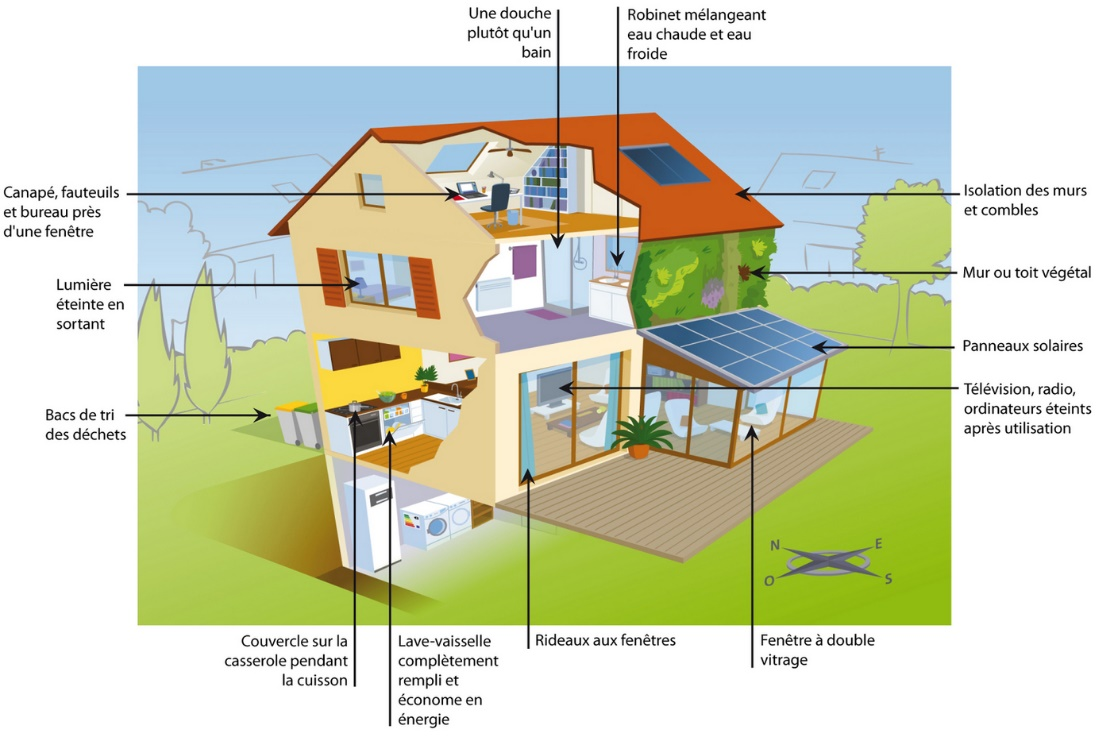 Une douche
plutôt qu'un
bain
Robinet mélangeant
eau chaude et eau
froide
Canapé, fauteuils
et bureau près
d'une fenêtre
Isolation des murs
et combles
Lumière
éteinte en
sortant
Mur ou toit végétal
Panneaux solaires
Télévision, radio,
ordinateurs éteints
après utilisation
Bacs de tri
des déchets
N
E
O
S
Couvercle sur la
casserole pendant
la cuisson
Lave-vaisselle
complètement
rempli et
économe en
énergie
Rideaux aux fenêtres
Fenêtre à double
vitrage